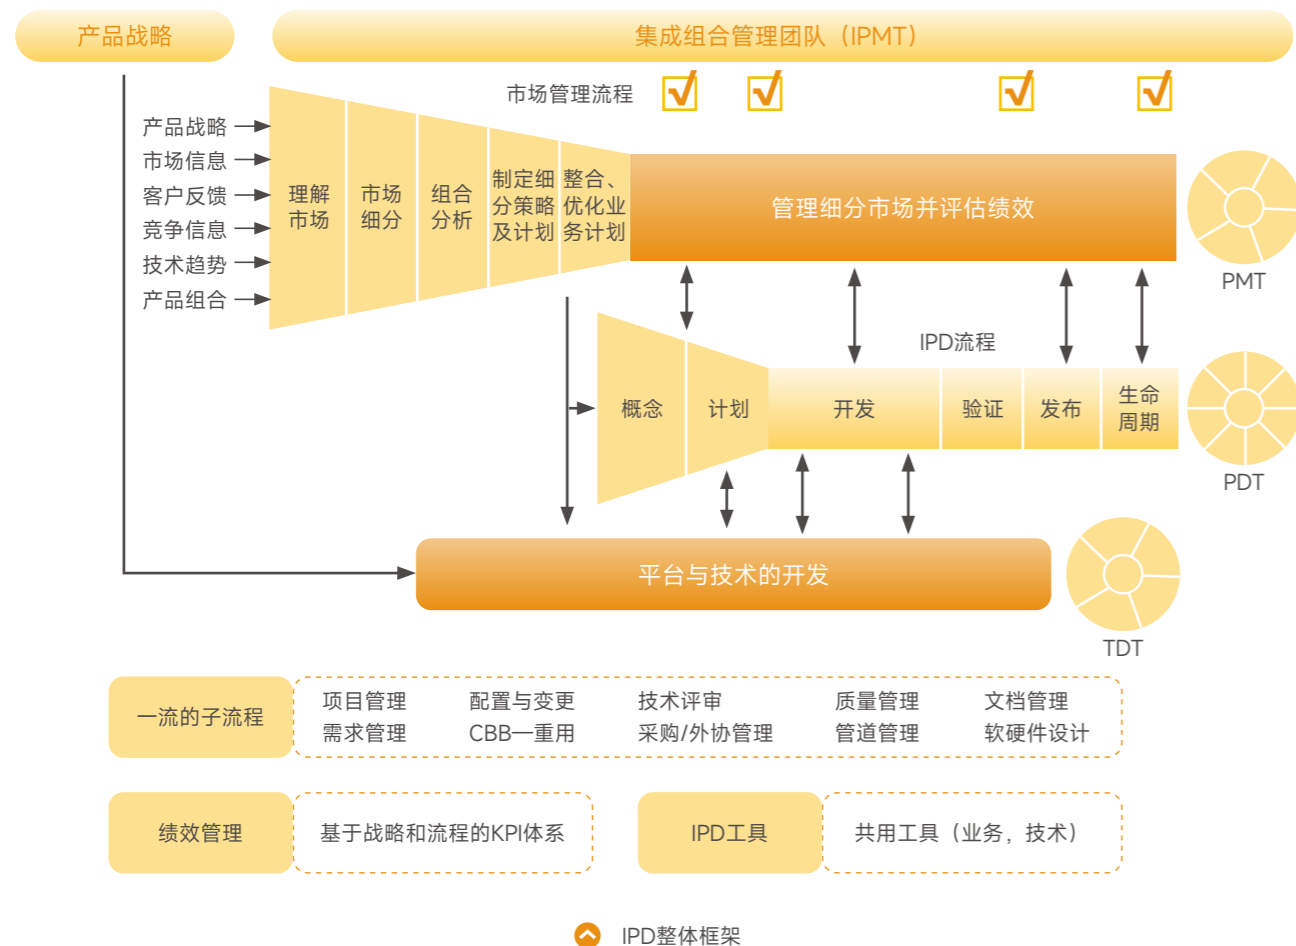 产品战略
集成组合管理团队（IPMT）
市场管理流程
产品战略
市场信息
客户反馈
竞争信息
技术趋势
产品组合
理解
市场
市场
细分
组合
分析
制定细
分策略
及计划
整合、
优化业
务计划
管理细分市场并评估绩效
PMT
IPD流程
概念
计划
开发
验证
发布
生命
周期
PDT
平台与技术的开发
TDT
一流的子流程
项目管理 配置与变更 技术评审 质量管理 文档管理
需求管理 CBB—重用 采购/外协管理 管道管理 软硬件设计
绩效管理
基于战略和流程的KPI体系
IPD工具
共用工具（业务，技术）
IPD整体框架